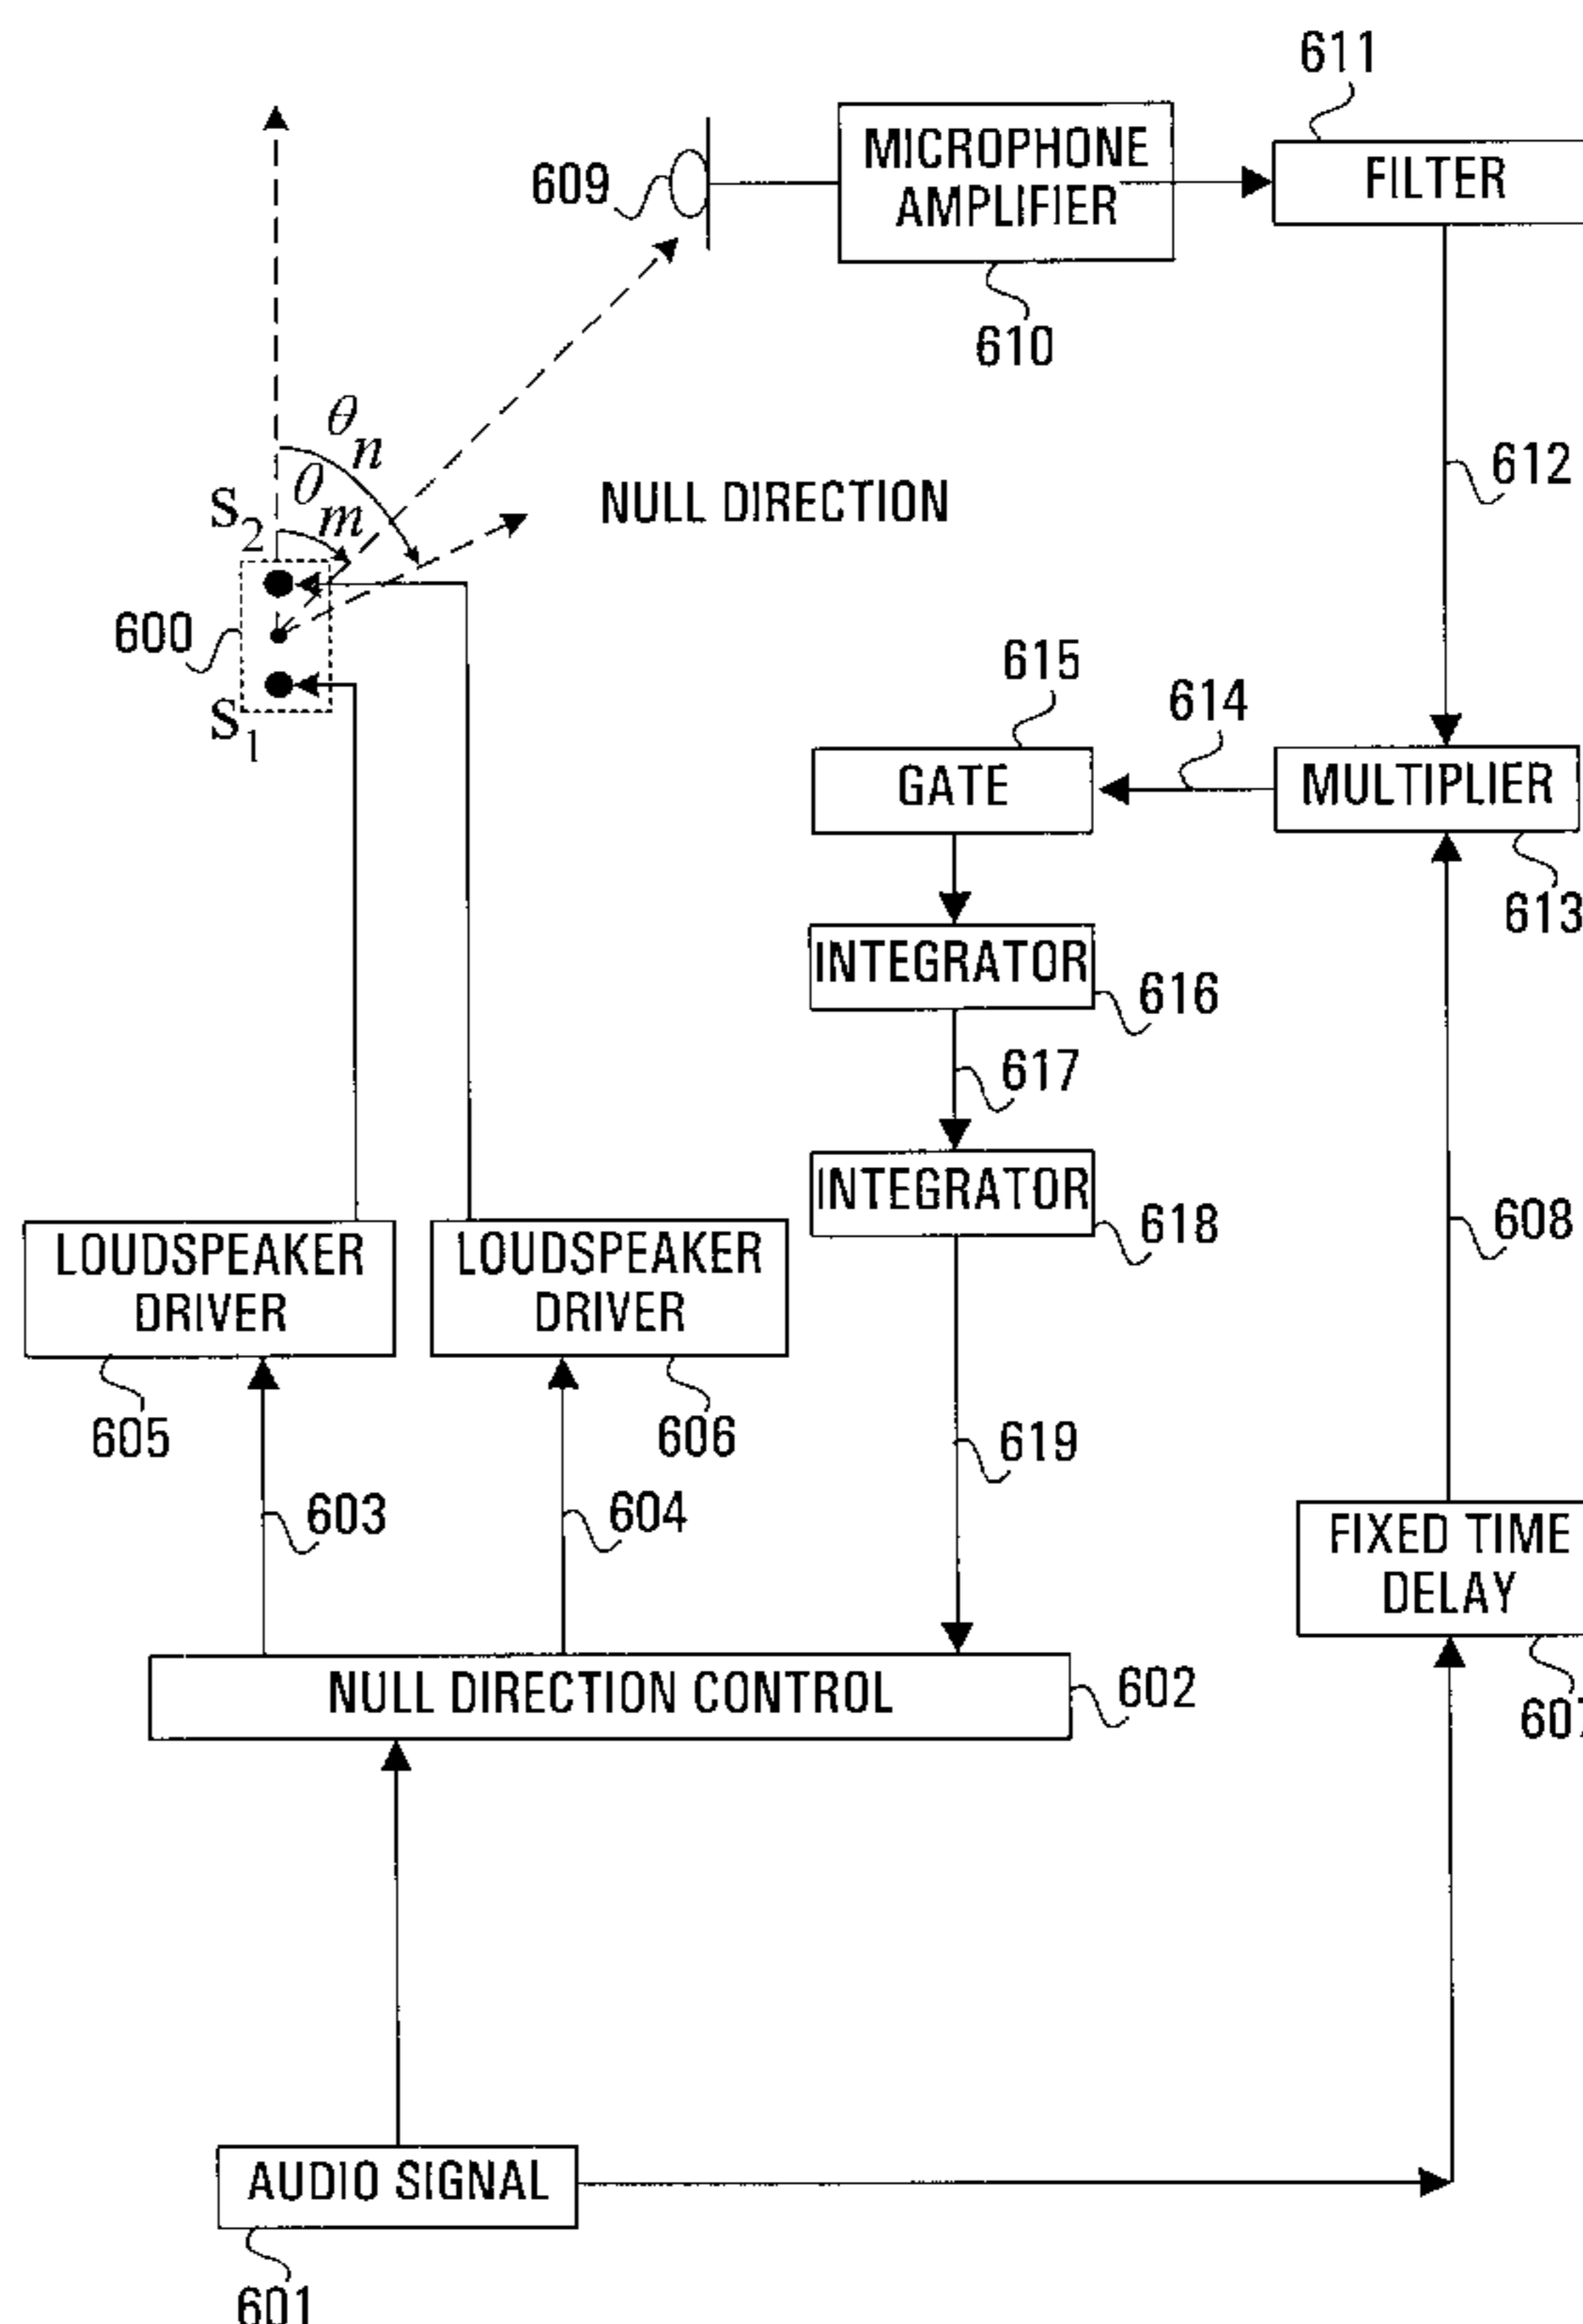 611
MICROPHONE
AMPLIFIER
FILTER
609
610
θn
θm
612
S2
NULL DIRECTION
600
S1
615
614
GATE
MULTIPLIER
613
INTEGRATOR
616
617
INTEGRATOR
618
608
LOUDSPEAKER
DRIVER
LOUDSPEAKER
DRIVER
605
606
619
603
604
FIXED TIME
DELAY
NULL DIRECTION CONTROL
602
607
AUDIO SIGNAL
601